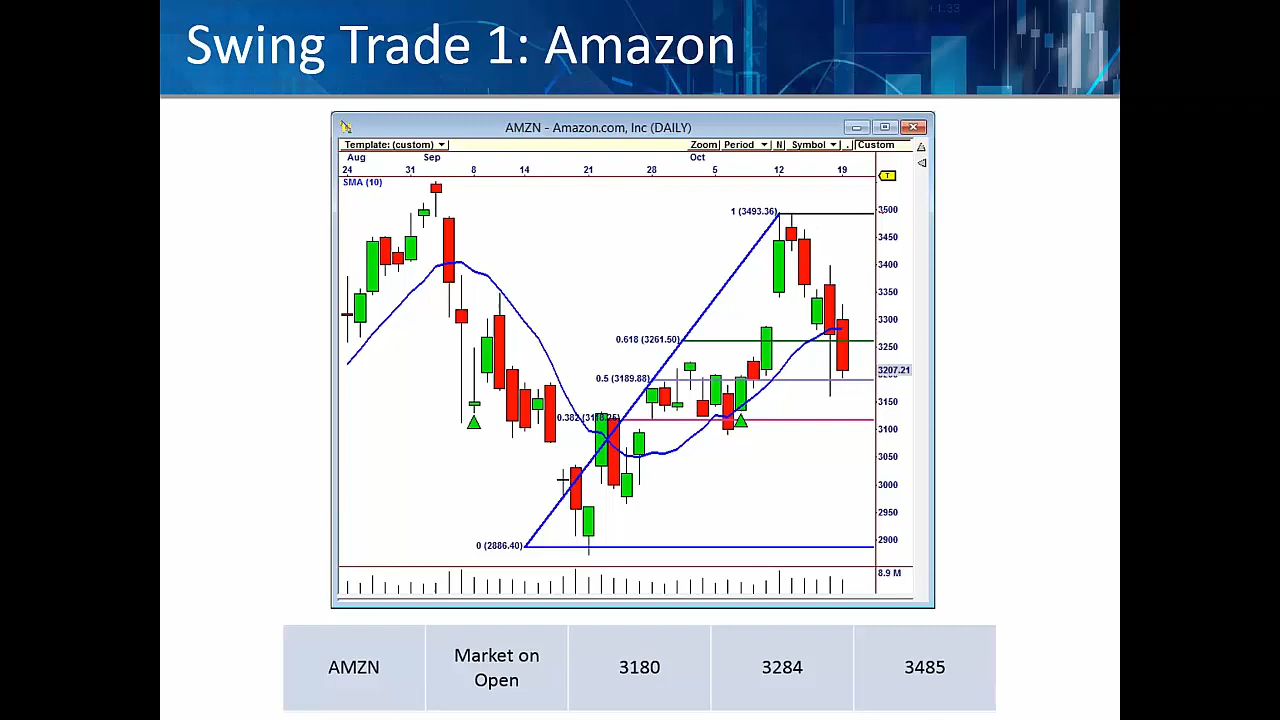 Swing Trade 1: Amazon
AMZN - Amazon.com, Inc (DAILY)
Template: (custom) Zoom Period N Symbol . Custom
Aug Sep Oct
24 31 8 14 21 28 5 12 19
SMA (10)
T
1 (3493.36)
3500
3450
3400
3350
3300
0.618 (3261.50)
3250
3207.21
0.5 (3189.88)
3150
0.382
3100
3050
3000
2950
0 (2886.40)
2900
8.9 M
AMZN
Market on
Open
3180
3284
3485